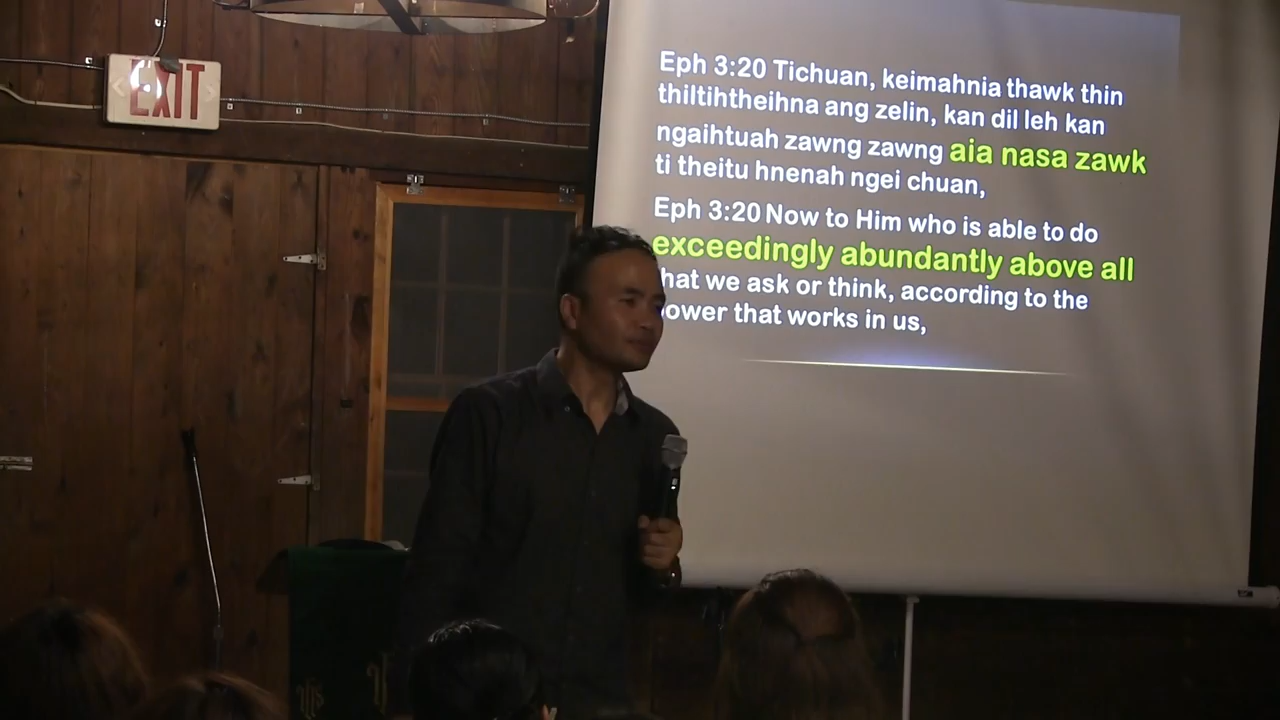 EXIT
Eph 3:20 Tichuan, keimahnia thawk thin
thiltihtheihna ang zelin, kan dil leh kan
ngaihtuah zawng zawng aia nasa zawk
ti theitu hnenah ngei chuan,
Eph 3:20 Now to Him who is able to do
exceedingly abundantly above all
that we ask or think, according to the
power that works in us,